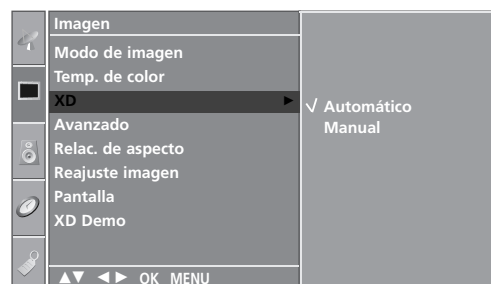 Imagen
Modo de imagen
Temp. de color
XD
Avanzado
Relac. de aspecto
Reajuste imagen
Pantalla
XD Demo
√ Automático
Manual
▲▼ ◄► OK MENU